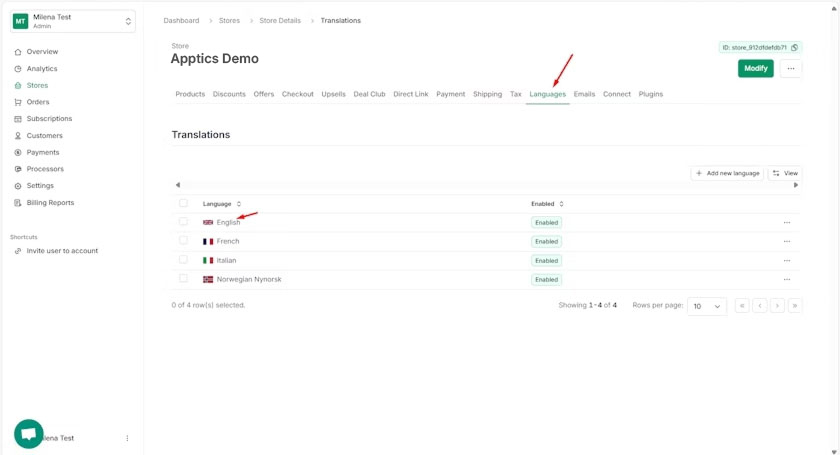 MT
Milena Test
Admin
Overview
Analytics
Stores
Orders
Subscriptions
Customers
Payments
Processors
Settings
Billing Reports
Shortcuts
Invite user to account
Milena Test
Dashboard > Stores > Store Details > Translations
Store
Apptics Demo
ID: store_912dfdefdb71
Modify
Products Discounts Offers Checkout Upsells Deal Club Direct Link Payment Shipping Tax Languages Emails Connect Plugins
Translations
Add new language View
Language Enabled
English Enabled
French Enabled
Italian Enabled
Norwegian Nynorsk Enabled
0 of 4 row(s) selected. Showing 1-4 of 4 Rows per page: 10